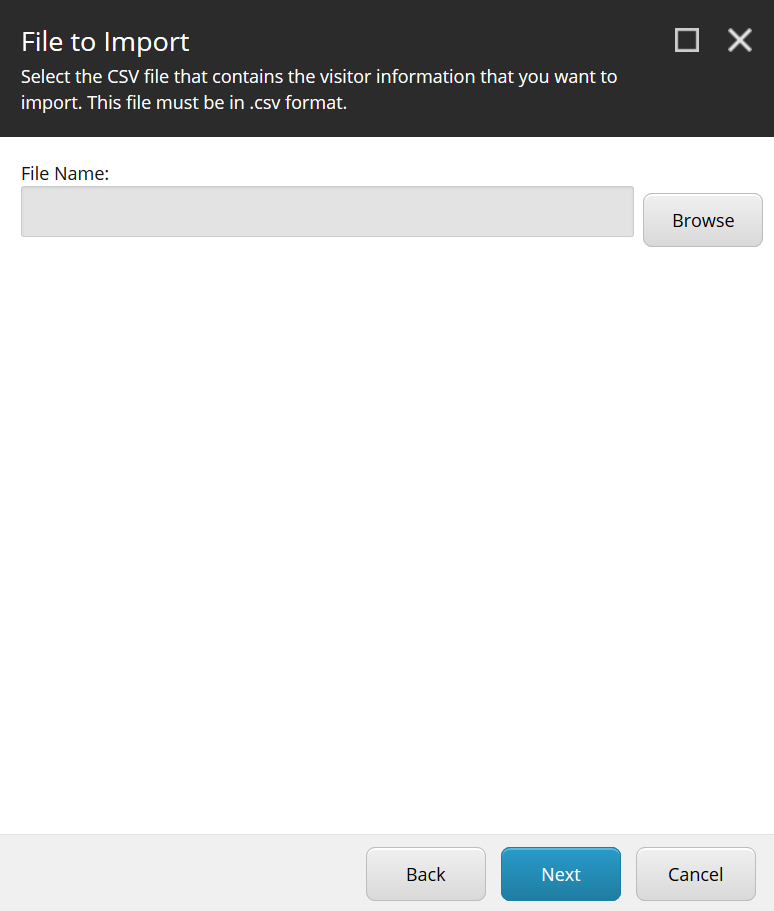 File to Import
Select the CSV file that contains the visitor information that you want to
import. This file must be in .csv format.
File Name:
Browse
Back
Next
Cancel